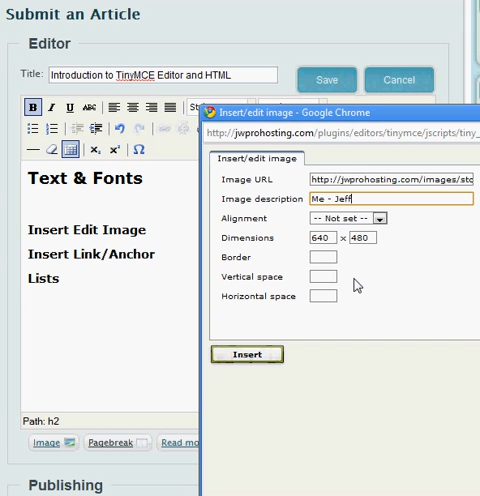 Submit an Article
Editor
Title: Introduction to TinyMCE Editor and HTML
Save
Cancel
B I U ABC
Insert/edit image - Google Chrome
http://jwprohosting.com/plugins/editors/tinymce/jscripts/tiny_
Insert/edit image
Image URL http://jwprohosting.com/images/stc
Image description Me - Jeff
Alignment -- Not set --
Dimensions 640 x 480
Border
Vertical space
Horizontal space
Insert
Text & Fonts
Insert Edit Image
Insert Link/Anchor
Lists
Path: h2
Image
Pagebreak
Read mo
Publishing